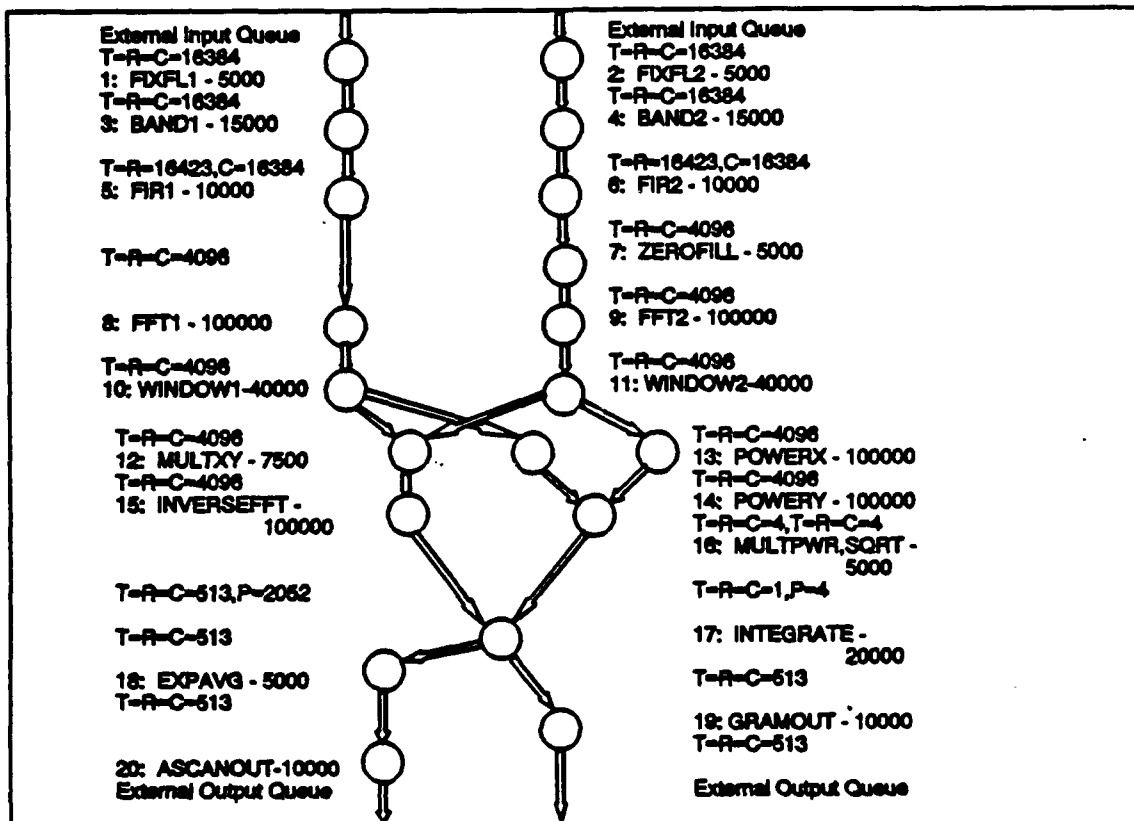 External Input Queue
T=R=C=16384
1: FIXFL1 - 5000
T=R=C=16384
3: BAND1 - 15000
T=R=16423,C=16384
5: FIR1 - 10000
T=R=C=4096
8: FFT1 - 100000
T=R=C=4096
10: WINDOW1-40000
T=R=C=4096
12: MULTXY - 7500
T=R=C=4096
15: INVERSEFFT -
100000
T=R=C=513,P=2052
T=R=C=513
18: EXPAVG - 5000
T=R=C=513
20: ASCANOUT-10000
External Output Queue
External Input Queue
T=R=C=16384
2: FIXFL2 - 5000
T=R=C=16384
4: BAND2 - 15000
T=R=16423,C=16384
6: FIR2 - 10000
T=R=C=4096
7: ZEROFILL - 5000
T=R=C=4096
9: FFT2 - 100000
T=R=C=4096
11: WINDOW2-40000
T=R=C=4096
13: POWERX - 100000
T=R=C=4096
14: POWERY - 100000
T=R=C=4,T=R=C=4
16: MULTPWR,SQRT -
5000
T=R=C=1,P=4
17: INTEGRATE -
20000
T=R=C=513
19: GRAMOUT - 10000
T=R=C=513
External Output Queue